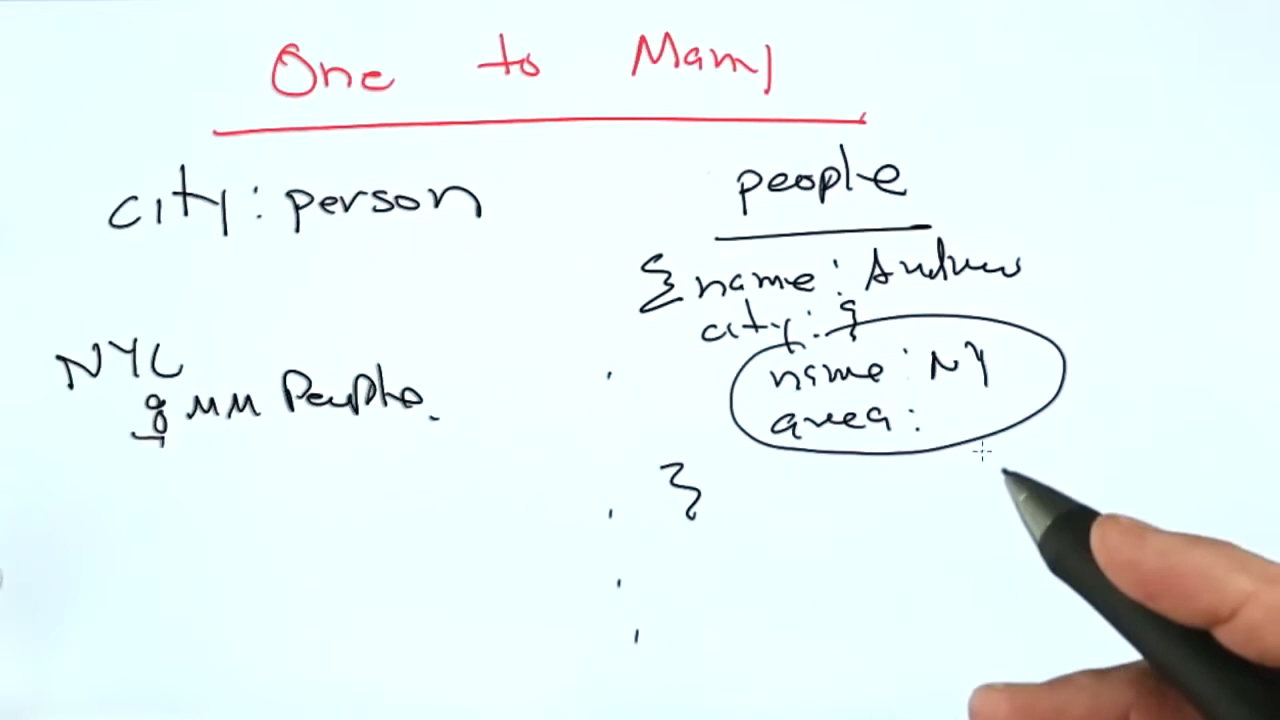 One to Many
city: person
people
{ name: Andrew
city: {
name: NY
area:
}
NYC
8 MM People.